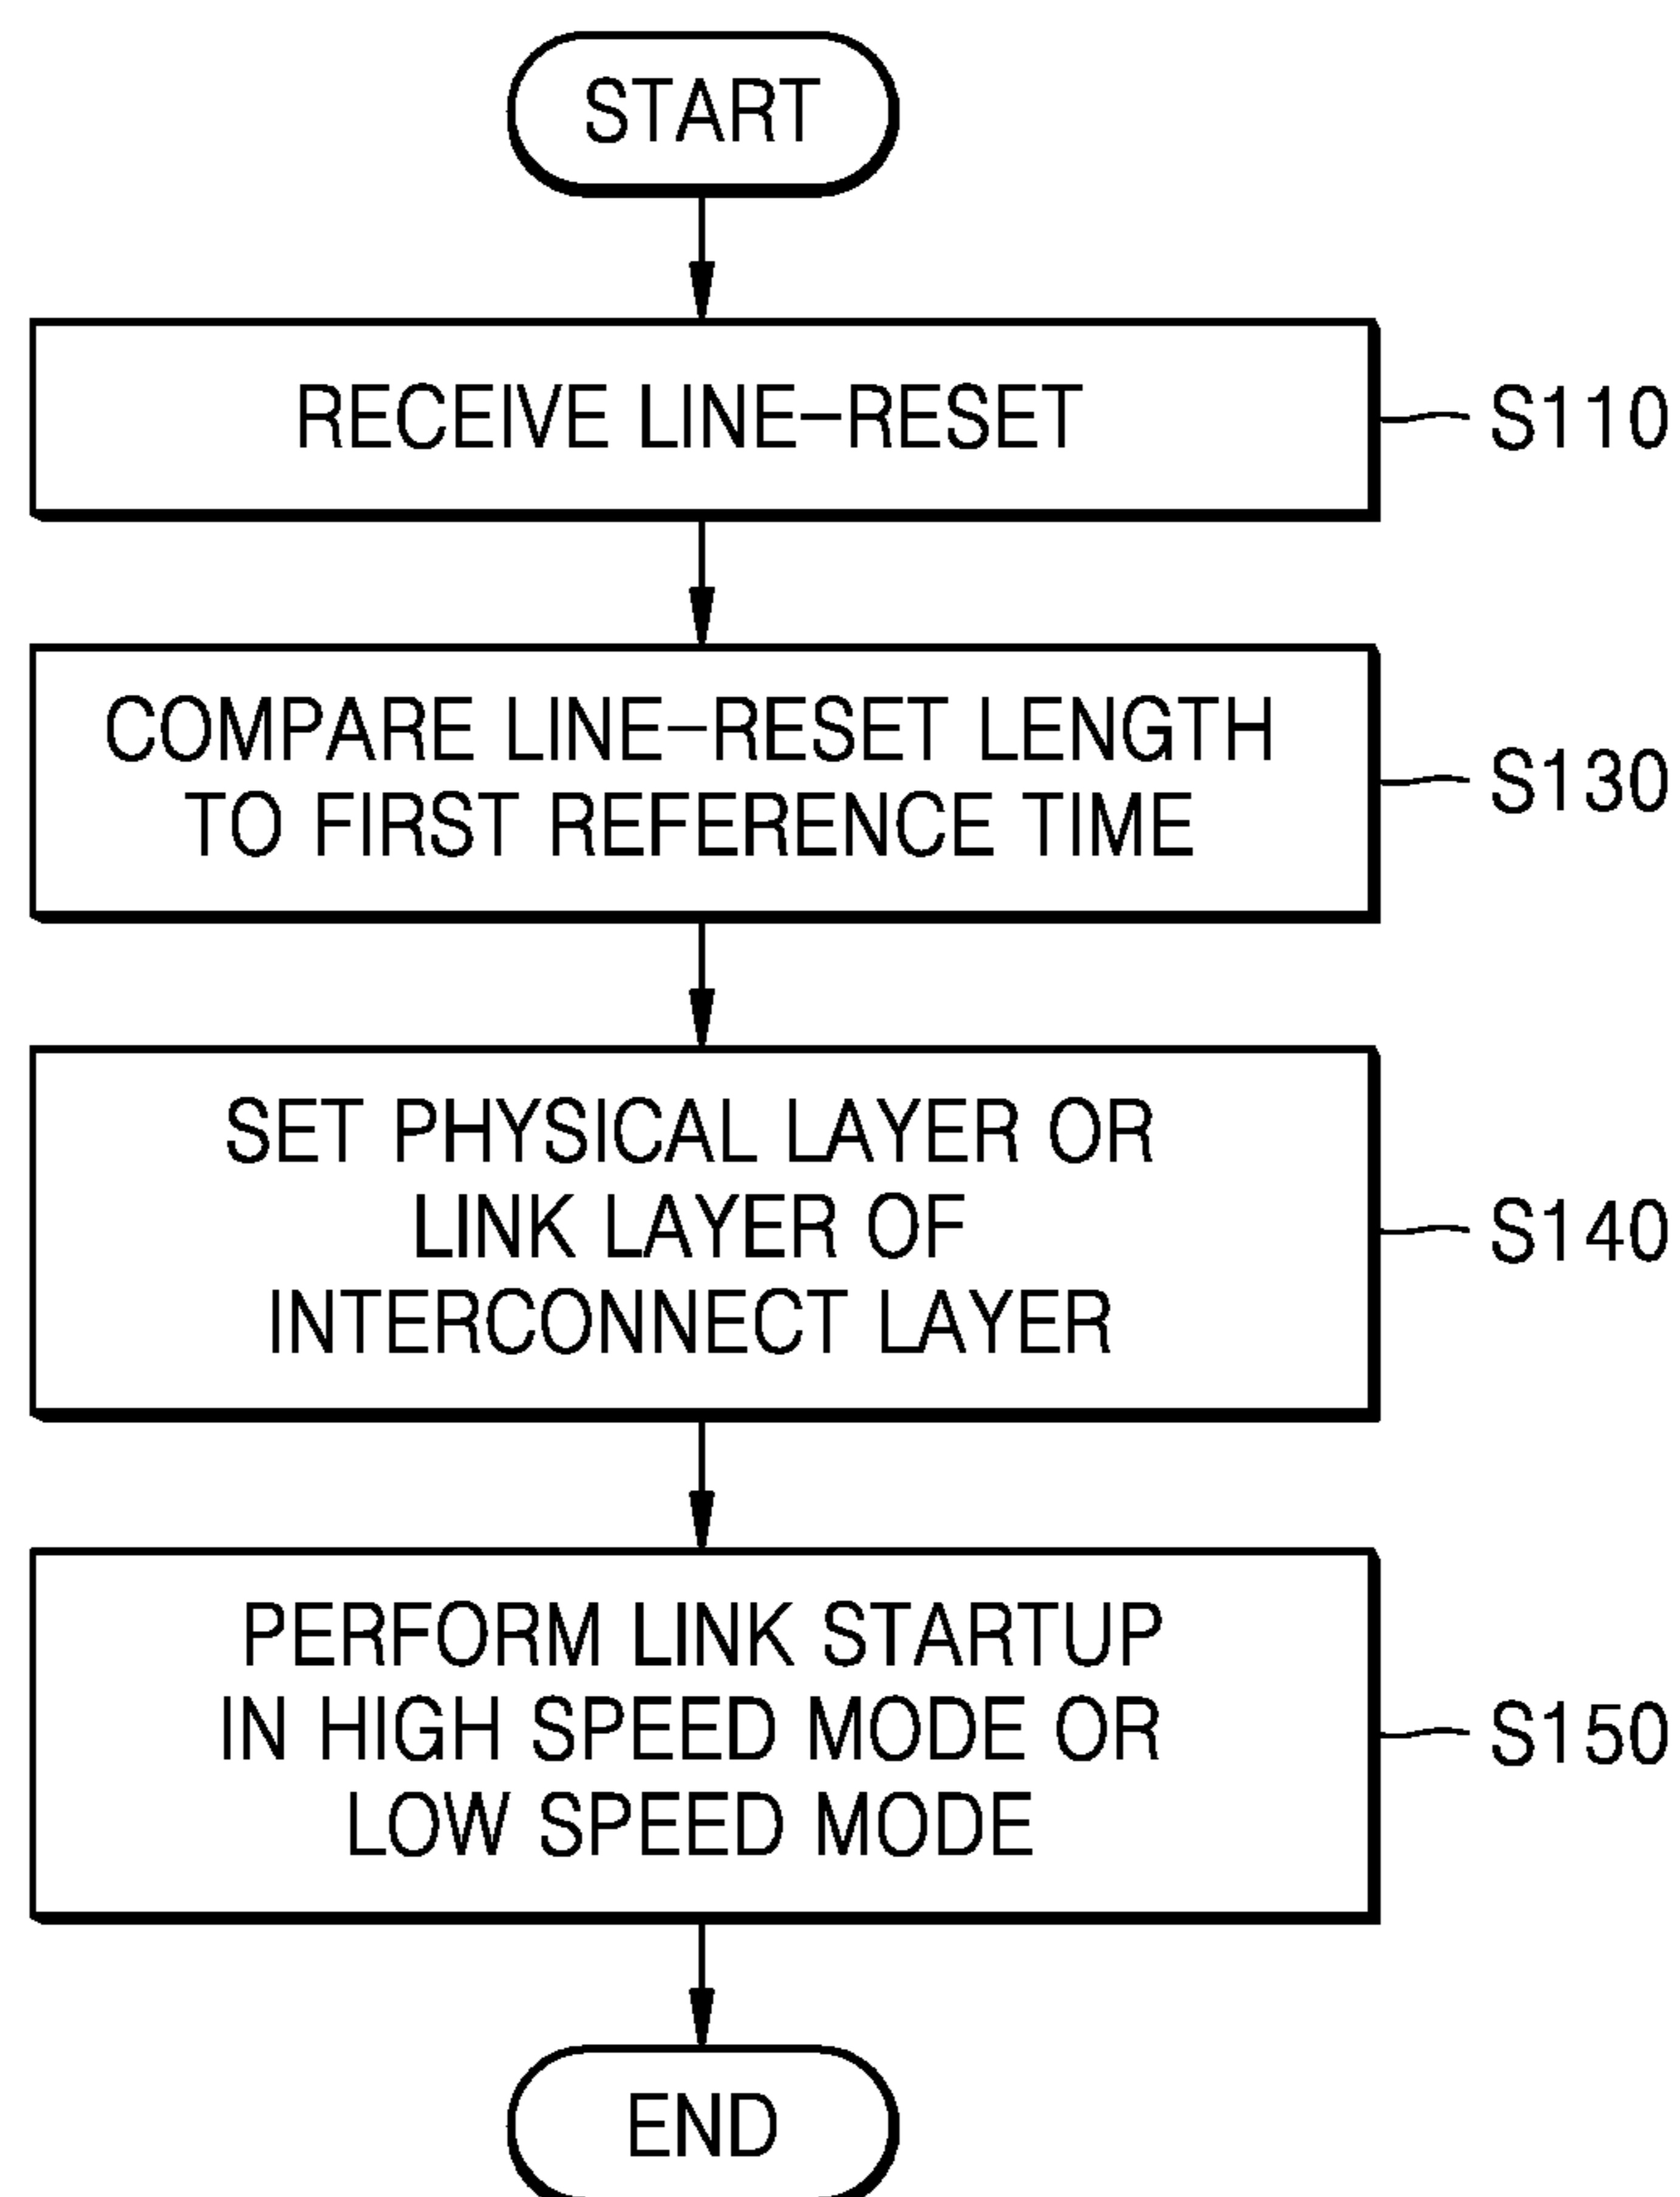 START
RECEIVE LINE-RESET
S110
COMPARE LINE-RESET LENGTH
TO FIRST REFERENCE TIME
S130
SET PHYSICAL LAYER OR
LINK LAYER OF
INTERCONNECT LAYER
S140
PERFORM LINK STARTUP
IN HIGH SPEED MODE OR
LOW SPEED MODE
S150
END